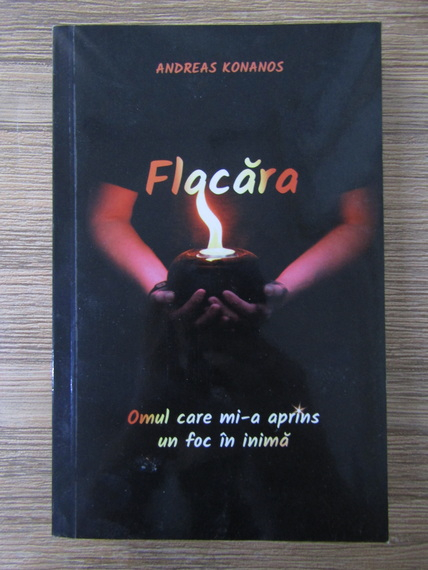 ANDREAS KONANOS
Flacăra
Omul care mi-a aprins
un foc în inimă